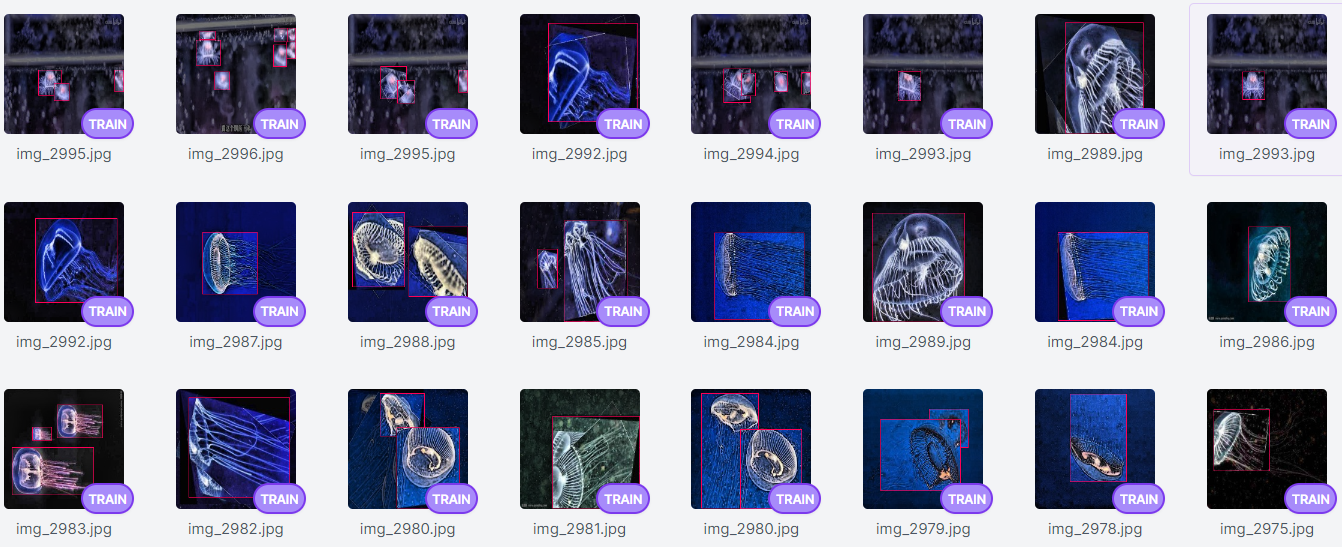 TRAIN TRAIN TRAIN TRAIN TRAIN TRAIN TRAIN TRAIN
img_2995.jpg img_2996.jpg img_2995.jpg img_2992.jpg img_2994.jpg img_2993.jpg img_2989.jpg img_2993.jpg
TRAIN TRAIN TRAIN TRAIN TRAIN TRAIN TRAIN TRAIN
img_2992.jpg img_2987.jpg img_2988.jpg img_2985.jpg img_2984.jpg img_2989.jpg img_2984.jpg img_2986.jpg
TRAIN TRAIN TRAIN TRAIN TRAIN TRAIN TRAIN TRAIN
img_2983.jpg img_2982.jpg img_2980.jpg img_2981.jpg img_2980.jpg img_2979.jpg img_2978.jpg img_2975.jpg